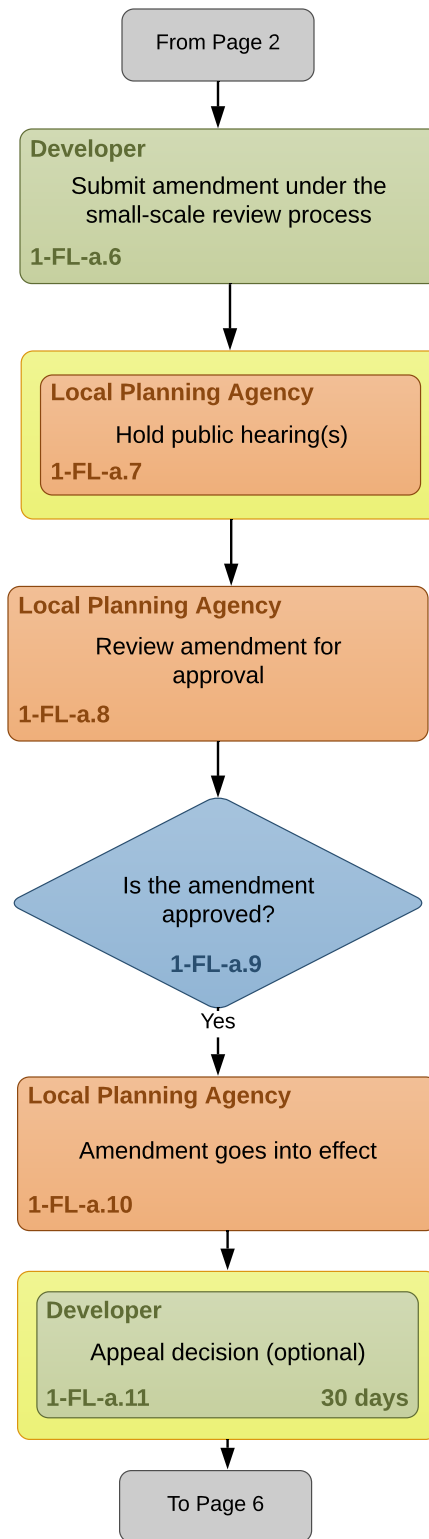 From Page 2
Developer
Submit amendment under the
small-scale review process
1-FL-a.6
Local Planning Agency
Hold public hearing(s)
1-FL-a.7
Local Planning Agency
Review amendment for
approval
1-FL-a.8
Is the amendment
approved?
1-FL-a.9
Yes
Local Planning Agency
Amendment goes into effect
1-FL-a.10
Developer
Appeal decision (optional)
1-FL-a.11 30 days
To Page 6